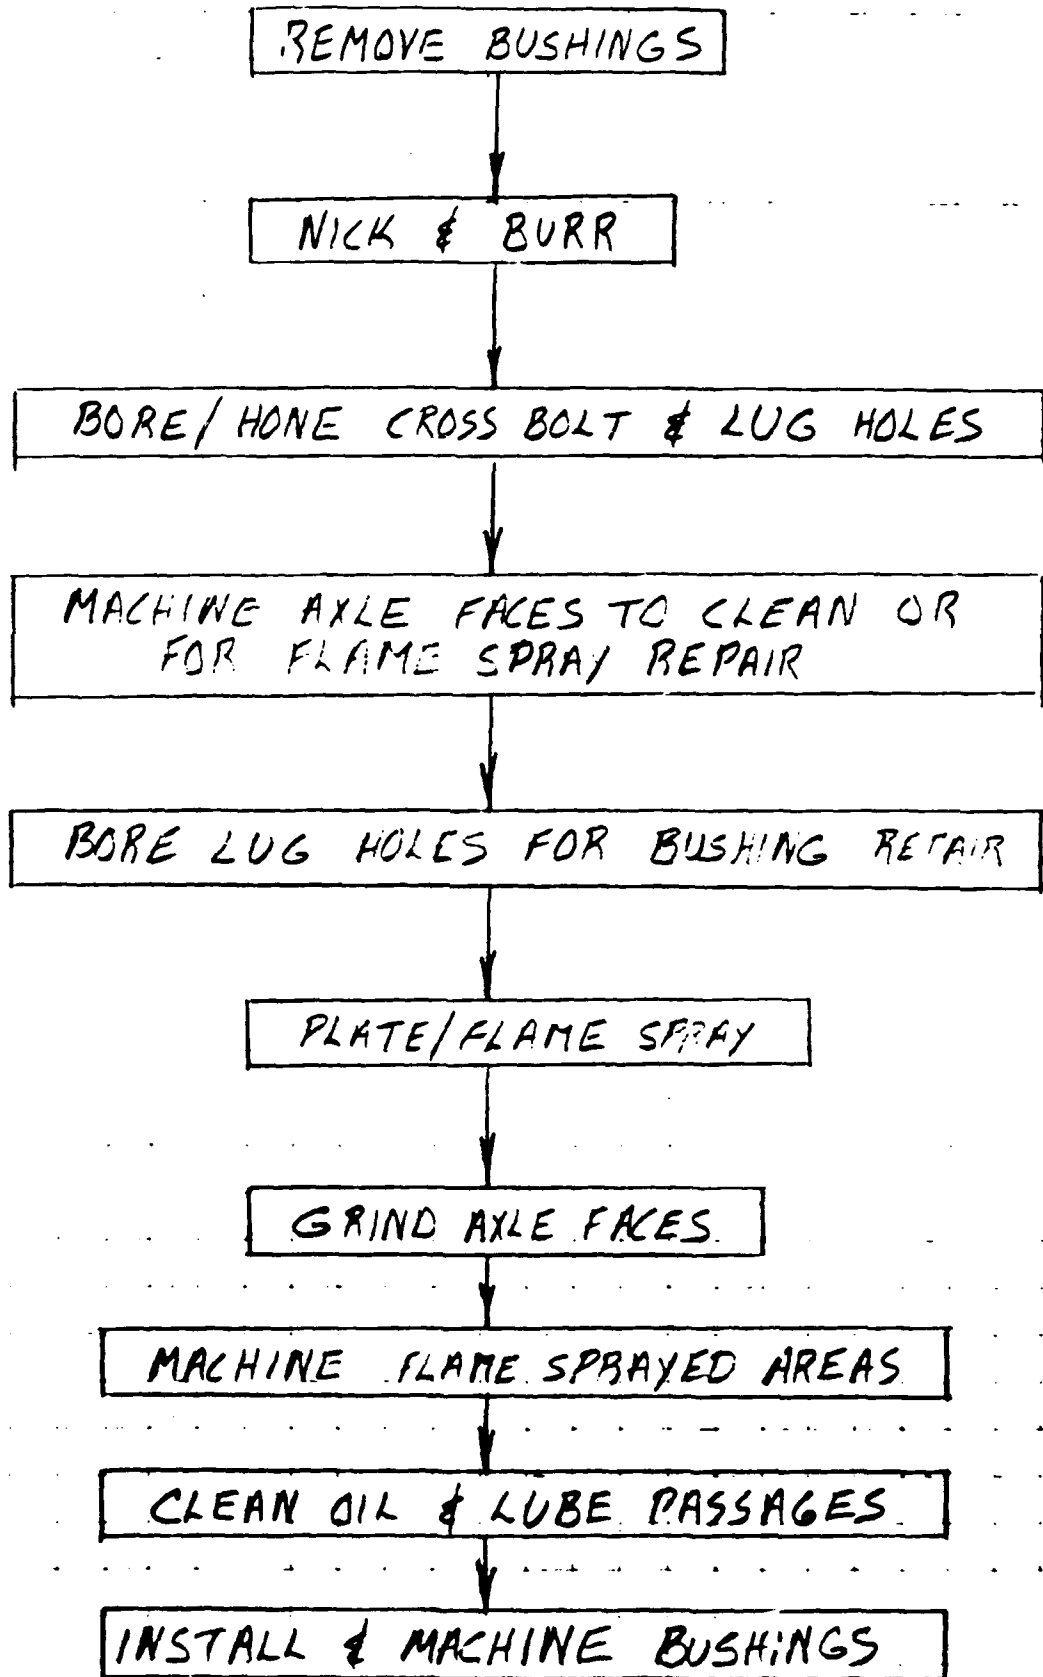 REMOVE BUSHINGS
NICK & BURR
BORE/HONE CROSS BOLT & LUG HOLES
MACHINE AXLE FACES TO CLEAN OR
FOR FLAME SPRAY REPAIR
BORE LUG HOLES FOR BUSHING REPAIR
PLATE/FLAME SPRAY
GRIND AXLE FACES
MACHINE FLAME SPRAYED AREAS
CLEAN OIL & LUBE PASSAGES
INSTALL & MACHINE BUSHINGS